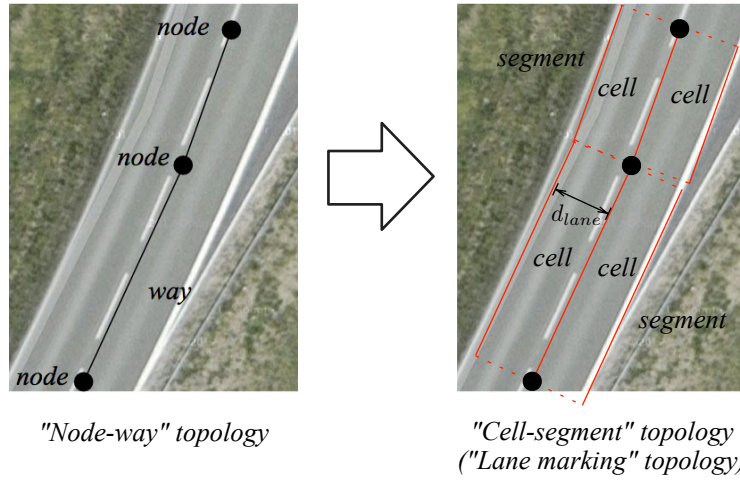 node
node
way
node
"Node-way" topology
segment
cell
cell
d_lane
cell
cell
segment
"Cell-segment" topology
("Lane marking" topology)